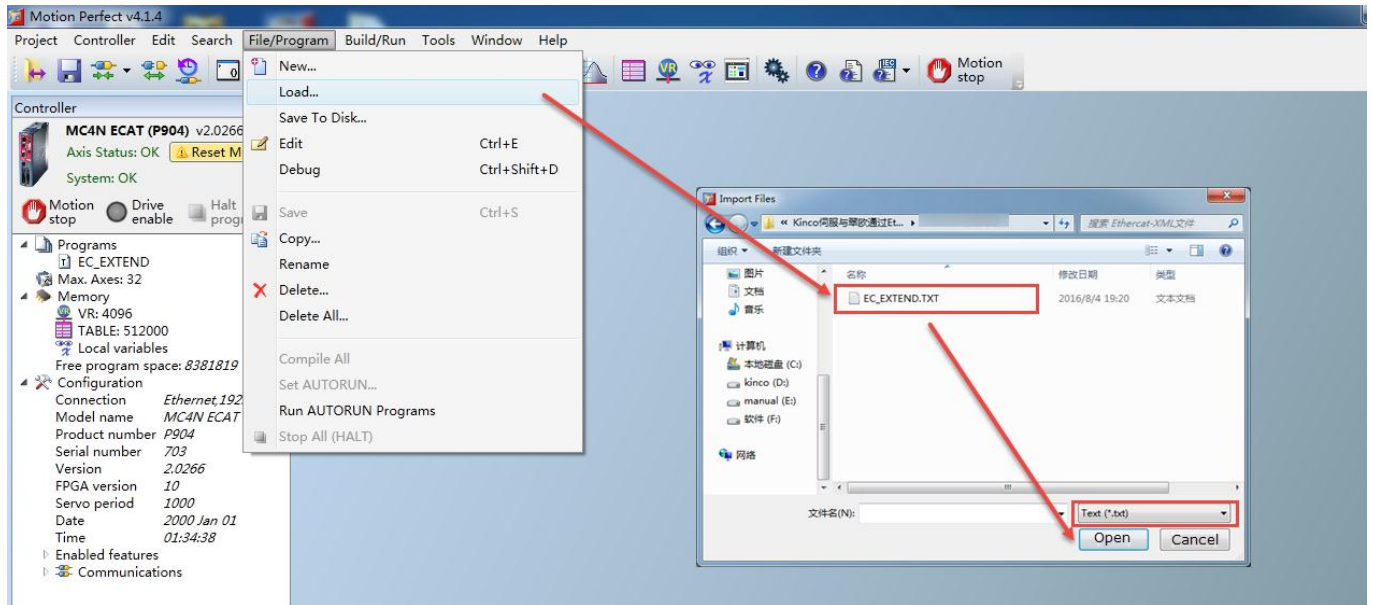 Motion Perfect v4.1.4
Project Controller Edit Search File/Program Build/Run Tools Window Help
Motion stop
New...
Load...
Save To Disk...
Edit Ctrl+E
Debug Ctrl+Shift+D
Save Ctrl+S
Copy...
Rename
Delete...
Delete All...
Compile All
Set AUTORUN...
Run AUTORUN Programs
Stop All (HALT)
Controller
MC4N ECAT (P904) v2.0266
Axis Status: OK Reset M
System: OK
Motion stop
Drive enable
Halt progr
Programs
EC_EXTEND
Max. Axes: 32
Memory
VR: 4096
TABLE: 512000
Local variables
Free program space: 8381819
Configuration
Connection Ethernet,192
Model name MC4N ECAT
Product number P904
Serial number 703
Version 2.0266
FPGA version 10
Servo period 1000
Date 2000 Jan 01
Time 01:34:38
Enabled features
Communications
Import Files
« Kinco伺服与翠欧通过Et...
搜索 Ethercat-XML文件
组织 新建文件夹
名称 修改日期 类型
EC_EXTEND.TXT 2016/8/4 19:20 文本文档
图片
文档
音乐
计算机
本地磁盘 (C:)
kinco (D:)
manual (E:)
软件 (F:)
网络
文件名(N):
Text (*.txt)
Open Cancel